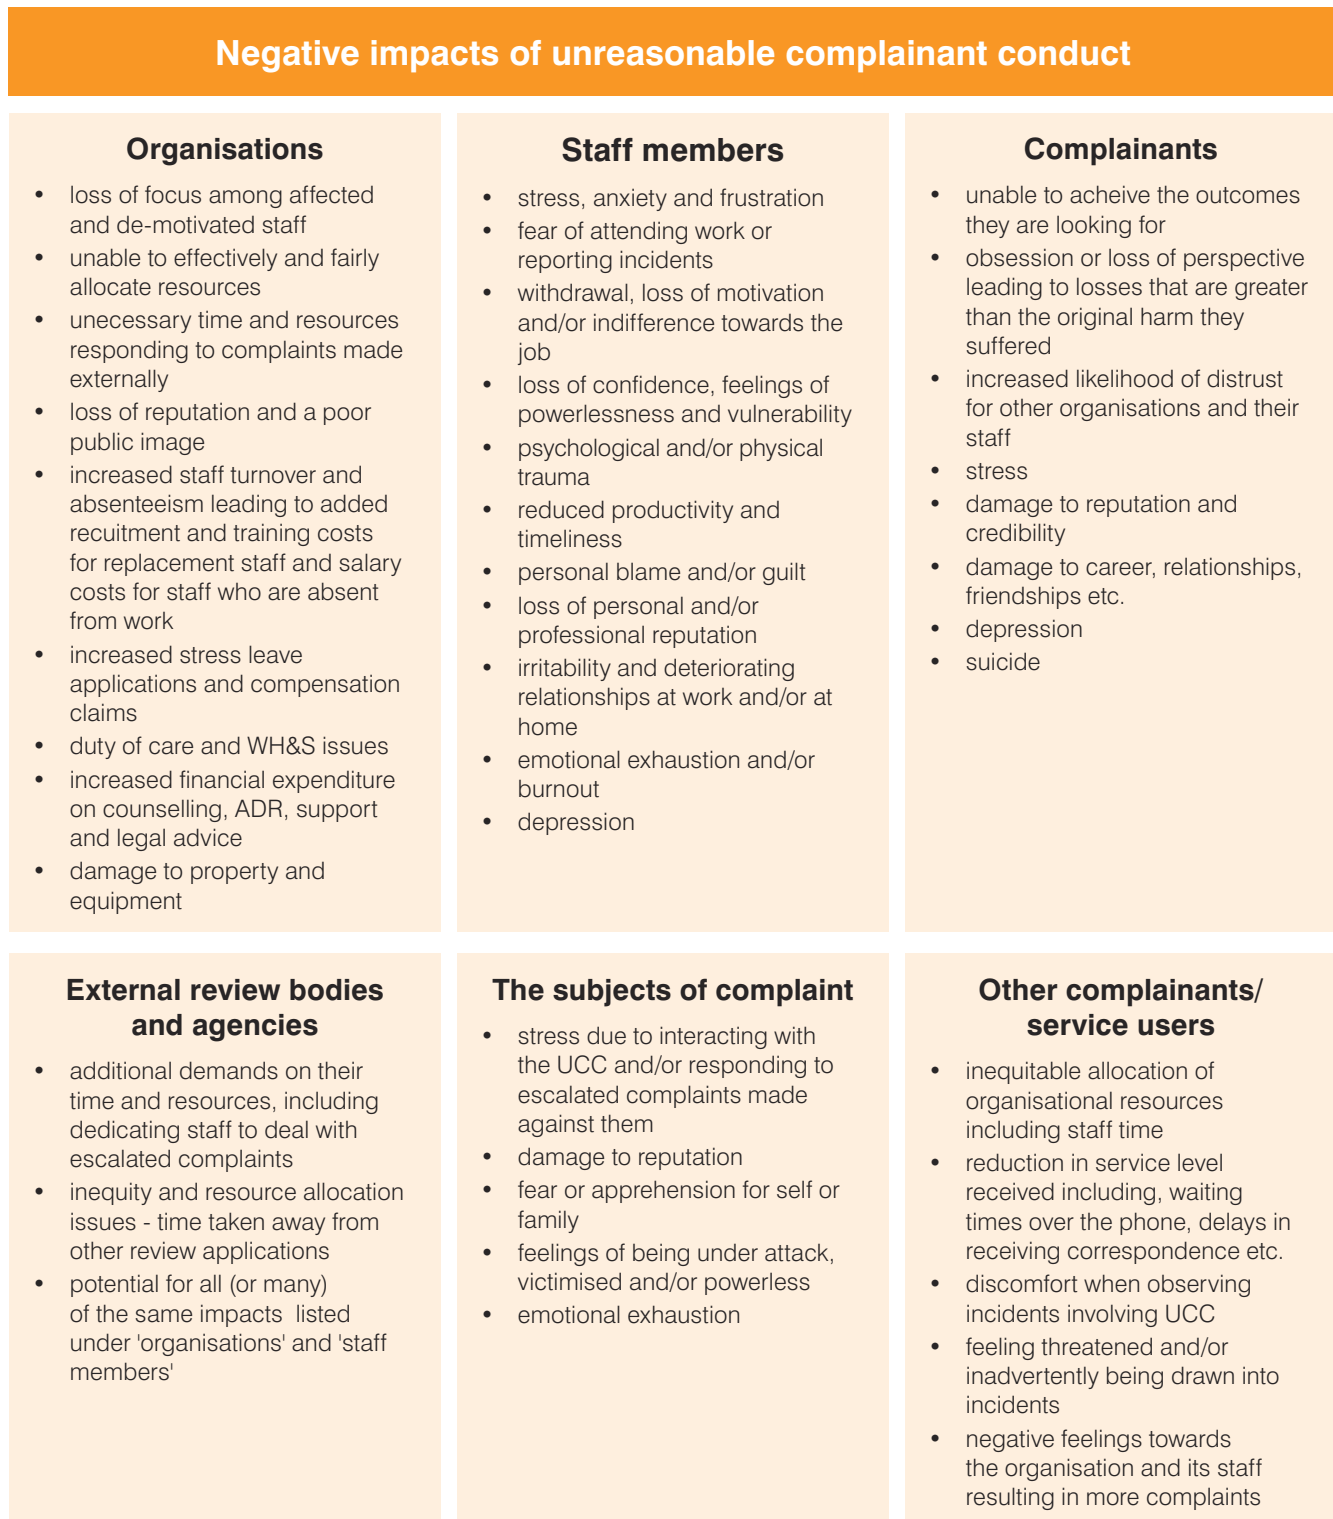 Negative impacts of unreasonable complainant conduct
Organisations
• loss of focus among affected
and de-motivated staff
• unable to effectively and fairly
allocate resources
• unecessary time and resources
responding to complaints made
externally
• loss of reputation and a poor
public image
• increased staff turnover and
absenteeism leading to added
recuitment and training costs
for replacement staff and salary
costs for staff who are absent
from work
• increased stress leave
applications and compensation
claims
• duty of care and WH&S issues
• increased financial expenditure
on counselling, ADR, support
and legal advice
• damage to property and
equipment
Staff members
• stress, anxiety and frustration
• fear of attending work or
reporting incidents
• withdrawal, loss of motivation
and/or indifference towards the
job
• loss of confidence, feelings of
powerlessness and vulnerability
• psychological and/or physical
trauma
• reduced productivity and
timeliness
• personal blame and/or guilt
• loss of personal and/or
professional reputation
• irritability and deteriorating
relationships at work and/or at
home
• emotional exhaustion and/or
burnout
• depression
Complainants
• unable to acheive the outcomes
they are looking for
• obsession or loss of perspective
leading to losses that are greater
than the original harm they
suffered
• increased likelihood of distrust
for other organisations and their
staff
• stress
• damage to reputation and
credibility
• damage to career, relationships,
friendships etc.
• depression
• suicide
External review bodies
and agencies
• additional demands on their
time and resources, including
dedicating staff to deal with
escalated complaints
• inequity and resource allocation
issues - time taken away from
other review applications
• potential for all (or many)
of the same impacts  listed
under 'organisations' and 'staff
members'
The subjects of complaint
• stress due to interacting with
the UCC and/or responding to
escalated complaints made
against them
• damage to reputation
• fear or apprehension for self or
family
• feelings of being under attack,
victimised and/or powerless
• emotional exhaustion
Other complainants/
service users
• inequitable allocation of
organisational resources
including staff time
• reduction in service level
received including, waiting
times over the phone, delays in
receiving correspondence etc.
• discomfort when observing
incidents involving UCC
• feeling threatened and/or
inadvertently being drawn into
incidents
• negative feelings towards
the organisation and its staff
resulting in more complaints